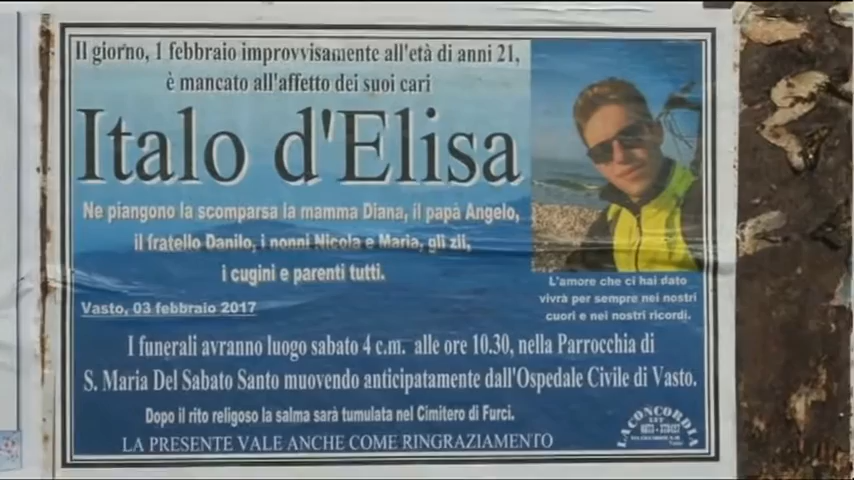 Il giorno, 1 febbraio improvvisamente all'età di anni 21,
è mancato all'affetto dei suoi cari
Italo d'Elisa
Ne piangono la scomparsa la mamma Diana, il papà Angelo,
il fratello Danilo, i nonni Nicola e Maria, gli zii,
i cugini e parenti tutti.
Vasto, 03 febbraio 2017
L'amore che ci hai dato
vivrà per sempre nei nostri
cuori e nei nostri ricordi.
I funerali avranno luogo sabato 4 c.m. alle ore 10.30, nella Parrocchia di
S. Maria Del Sabato Santo muovendo anticipatamente dall'Ospedale Civile di Vasto.
Dopo il rito religioso la salma sarà tumulata nel Cimitero di Furci.
LA PRESENTE VALE ANCHE COME RINGRAZIAMENTO
LA CONCORDIA